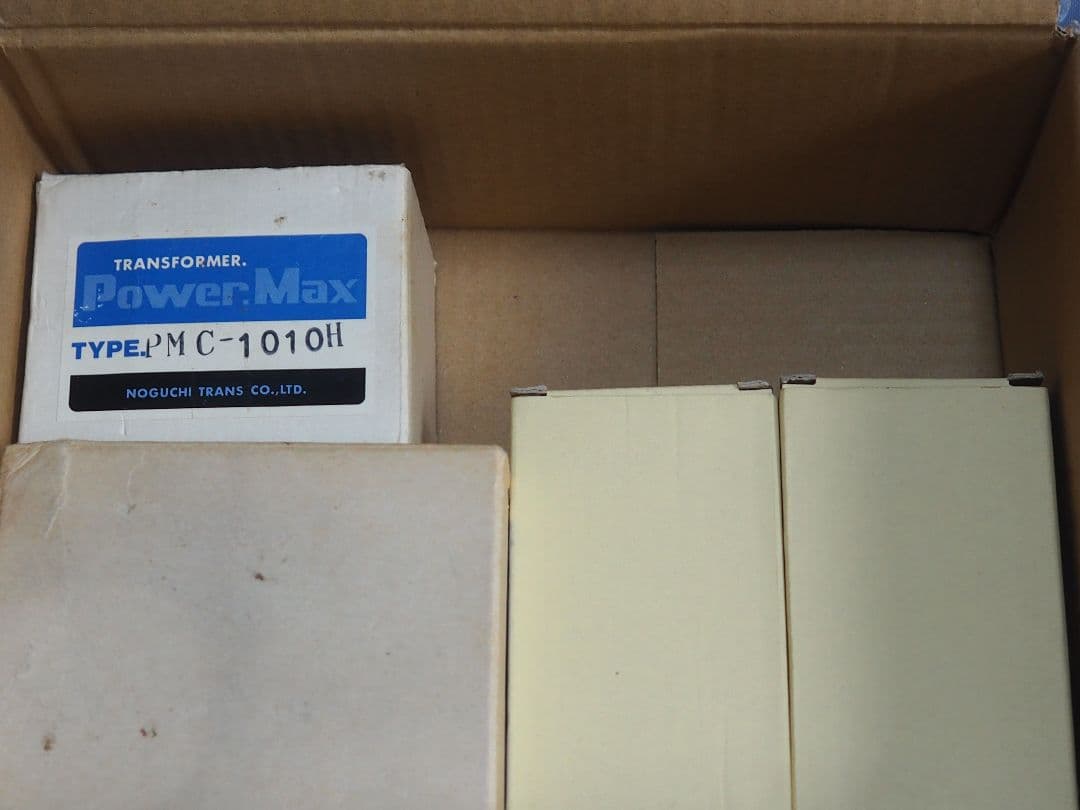 TRANSFORMER.
Power.Max
TYPE.PMC-1010H
NOGUCHI TRANS CO.,LTD.